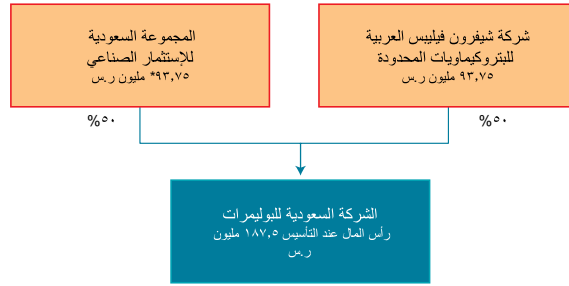 شركة شيفرون فيليبس العربية
للبتروكيماويات المحدودة
٩٣,٧٥ مليون ر.س
المجموعة السعودية
للإستثمار الصناعي
٩٣,٧٥* مليون ر.س
%٥٠
%٥٠
الشركة السعودية للبوليمرات
رأس المال عند التأسيس ١٨٧,٥ مليون
ر.س